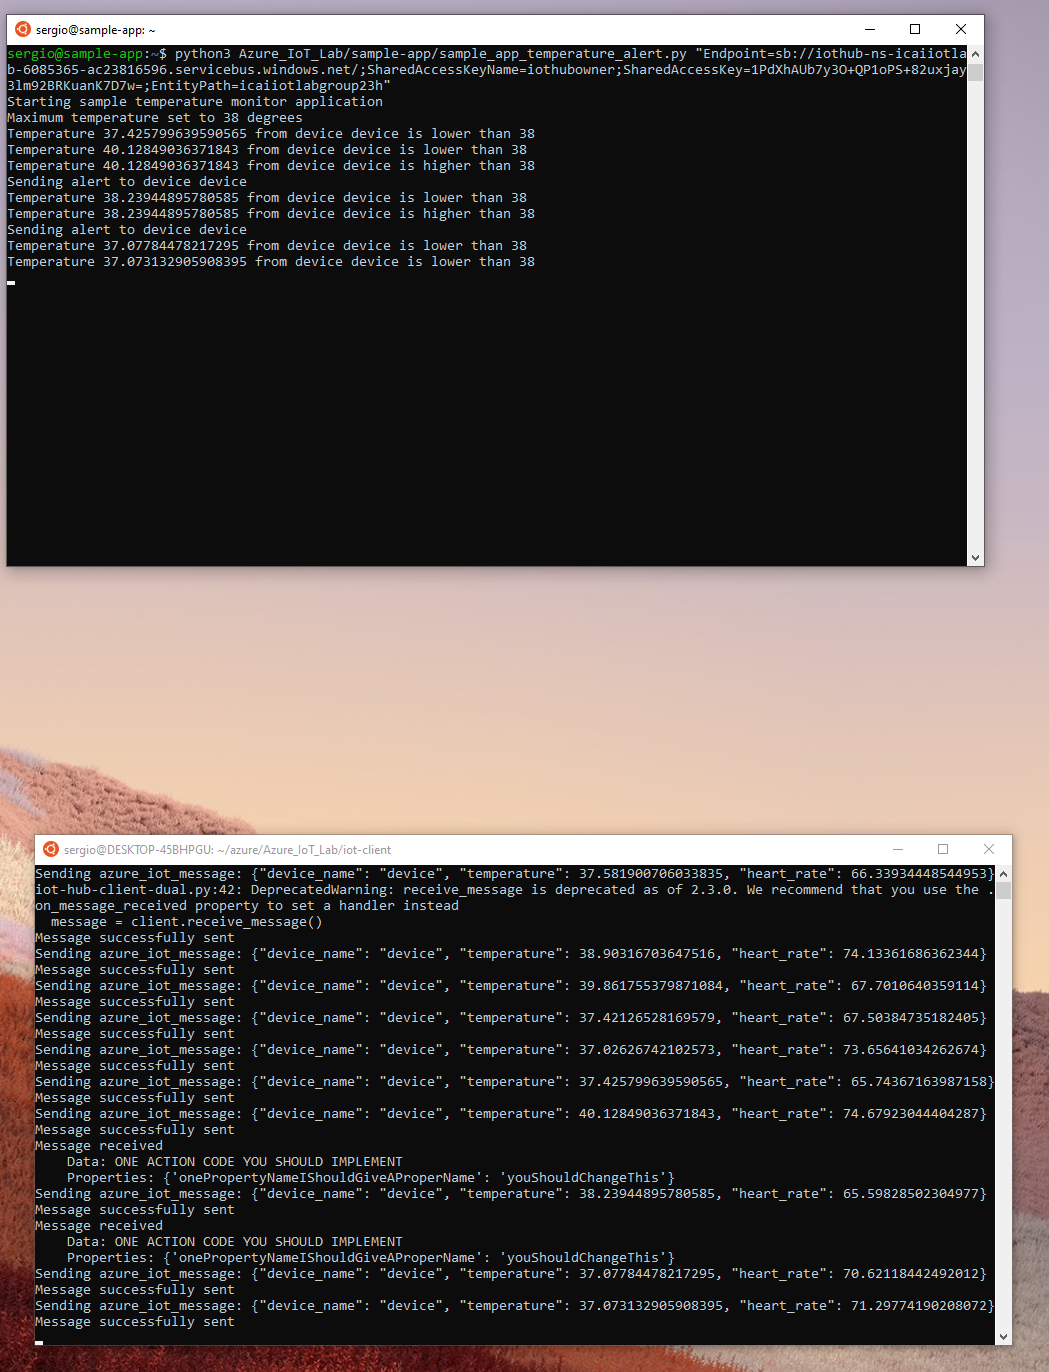 sergio@sample-app: ~
sergio@sample-app:~$ python3 Azure_IoT_Lab/sample-app/sample_app_temperature_alert.py "Endpoint=sb://iothub-ns-icaiiotla
b-6085365-ac23816596.servicebus.windows.net/;SharedAccessKeyName=iothubowner;SharedAccessKey=1PdXhAUb7y3O+QP1oPS+82uxjay
3lm92BRKuanK7D7w=;EntityPath=icaiiotlabgroup23h"
Starting sample temperature monitor application
Maximum temperature set to 38 degrees
Temperature 37.425799639590565 from device device is lower than 38
Temperature 40.12849036371843 from device device is lower than 38
Temperature 40.12849036371843 from device device is higher than 38
Sending alert to device device
Temperature 38.23944895780585 from device device is lower than 38
Temperature 38.23944895780585 from device device is higher than 38
Sending alert to device device
Temperature 37.07784478217295 from device device is lower than 38
Temperature 37.073132905908395 from device device is lower than 38
sergio@DESKTOP-45BHPGU: ~/azure/Azure_IoT_Lab/iot-client
Sending azure_iot_message: {"device_name": "device", "temperature": 37.581900706033835, "heart_rate": 66.33934448544953}
iot-hub-client-dual.py:42: DeprecatedWarning: receive_message is deprecated as of 2.3.0. We recommend that you use the .
on_message_received property to set a handler instead
  message = client.receive_message()
Message successfully sent
Sending azure_iot_message: {"device_name": "device", "temperature": 38.90316703647516, "heart_rate": 74.13361686362344}
Message successfully sent
Sending azure_iot_message: {"device_name": "device", "temperature": 39.861755379871084, "heart_rate": 67.7010640359114}
Message successfully sent
Sending azure_iot_message: {"device_name": "device", "temperature": 37.42126528169579, "heart_rate": 67.50384735182405}
Message successfully sent
Sending azure_iot_message: {"device_name": "device", "temperature": 37.02626742102573, "heart_rate": 73.65641034262674}
Message successfully sent
Sending azure_iot_message: {"device_name": "device", "temperature": 37.425799639590565, "heart_rate": 65.74367163987158}
Message successfully sent
Sending azure_iot_message: {"device_name": "device", "temperature": 40.12849036371843, "heart_rate": 74.67923044404287}
Message successfully sent
Message received
    Data: ONE ACTION CODE YOU SHOULD IMPLEMENT
    Properties: {'onePropertyNameIShouldGiveAProperName': 'youShouldChangeThis'}
Sending azure_iot_message: {"device_name": "device", "temperature": 38.23944895780585, "heart_rate": 65.59828502304977}
Message successfully sent
Message received
    Data: ONE ACTION CODE YOU SHOULD IMPLEMENT
    Properties: {'onePropertyNameIShouldGiveAProperName': 'youShouldChangeThis'}
Sending azure_iot_message: {"device_name": "device", "temperature": 37.07784478217295, "heart_rate": 70.62118442492012}
Message successfully sent
Sending azure_iot_message: {"device_name": "device", "temperature": 37.073132905908395, "heart_rate": 71.29774190208072}
Message successfully sent